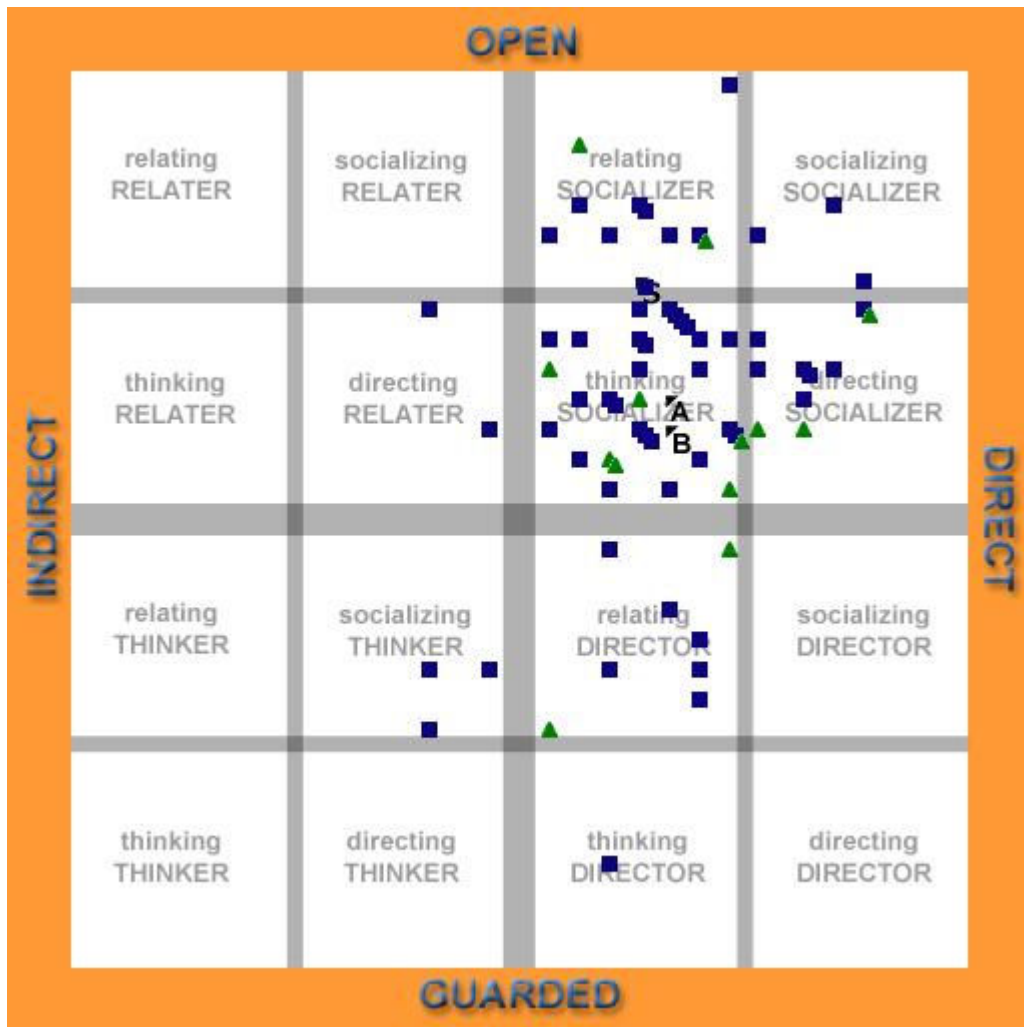 OPEN
relating
RELATER
socializing
RELATER
relating
SOCIALIZER
socializing
SOCIALIZER
S
thinking
RELATER
directing
RELATER
thinking
SOCIALIZER
directing
SOCIALIZER
A
B
INDIRECT
DIRECT
relating
THINKER
socializing
THINKER
relating
DIRECTOR
socializing
DIRECTOR
thinking
THINKER
directing
THINKER
thinking
DIRECTOR
directing
DIRECTOR
GUARDED